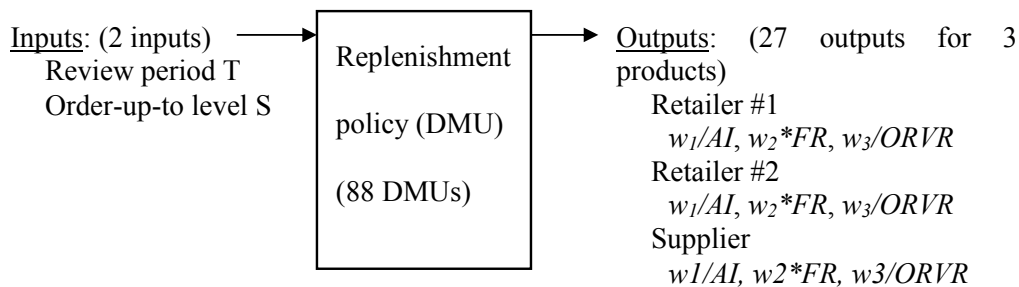 Inputs: (2 inputs)
Review period T
Order-up-to level S
Replenishment
policy (DMU)
(88 DMUs)
Outputs: (27 outputs for 3
products)
Retailer #1
w1/AI, w2*FR, w3/ORVR
Retailer #2
w1/AI, w2*FR, w3/ORVR
Supplier
w1/AI, w2*FR, w3/ORVR